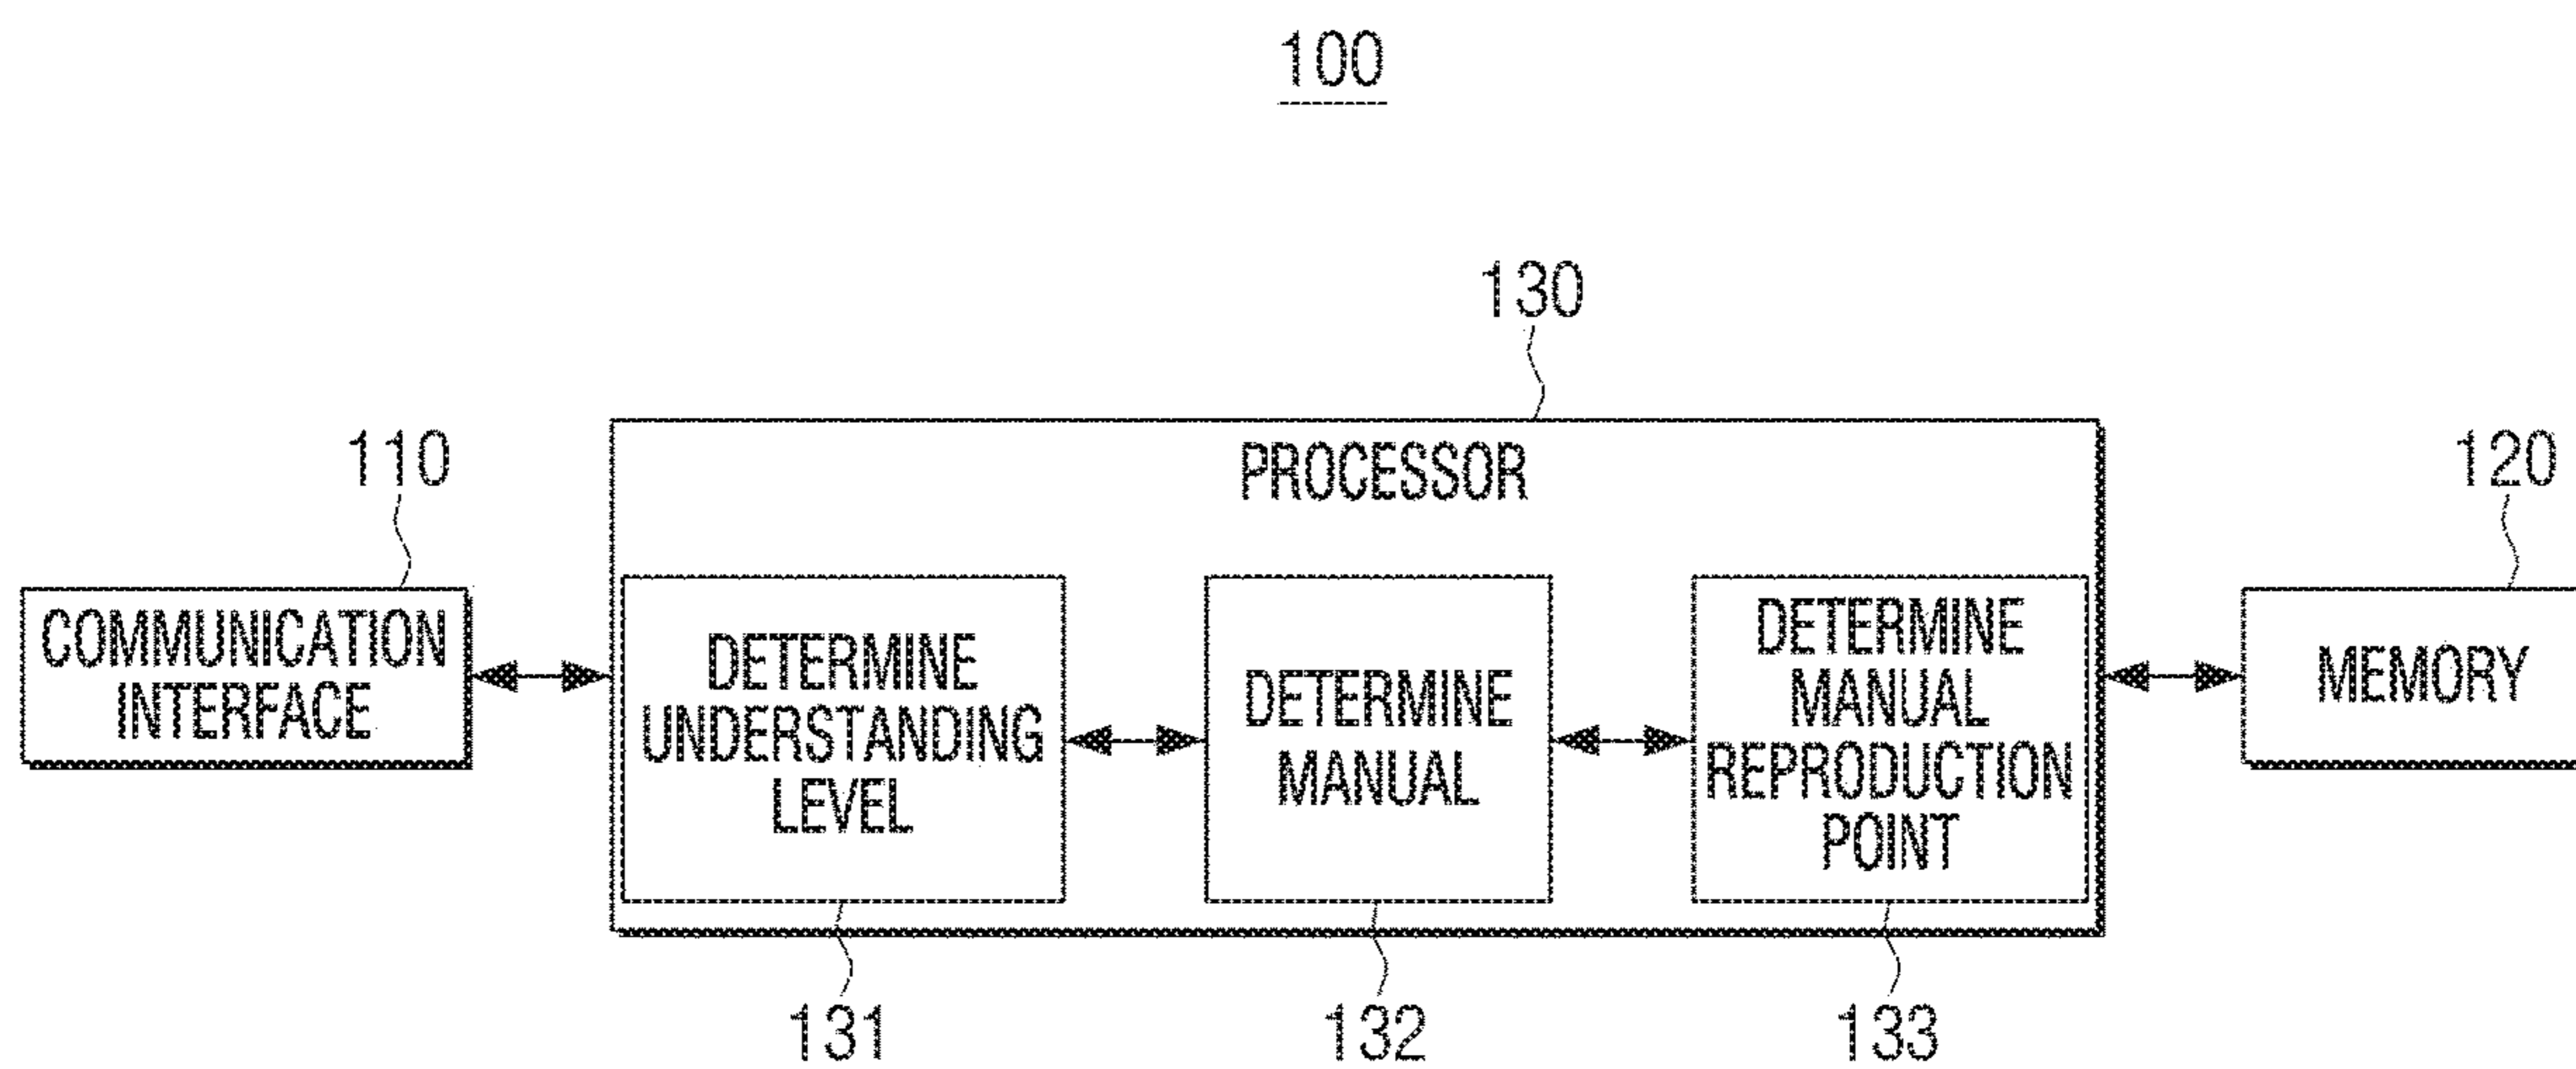 100
130
110
120
PROCESSOR
COMMUNICATION
INTERFACE
DETERMINE
UNDERSTANDING
LEVEL
DETERMINE
MANUAL
DETERMINE
MANUAL
REPRODUCTION
POINT
MEMORY
131
132
133